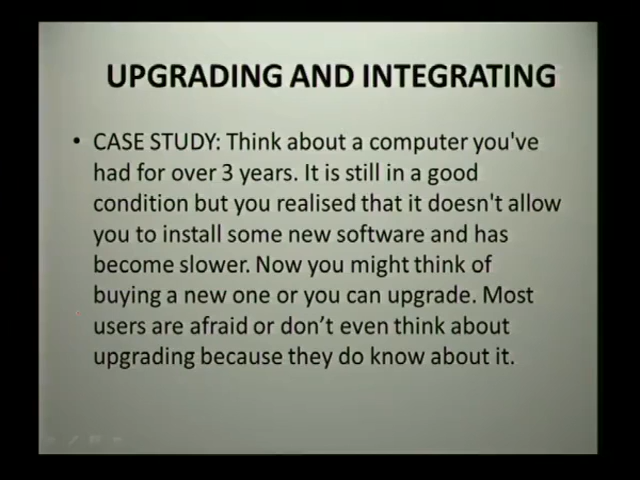 UPGRADING AND INTEGRATING
• CASE STUDY: Think about a computer you've
had for over 3 years. It is still in a good
condition but you realised that it doesn't allow
you to install some new software and has
become slower. Now you might think of
buying a new one or you can upgrade. Most
users are afraid or don’t even think about
upgrading because they do know about it.